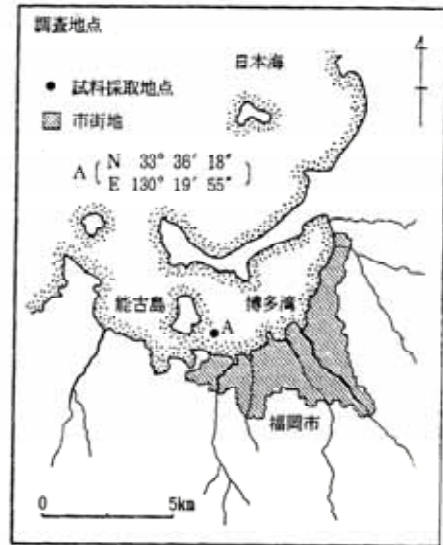 調査地点
日本海
● 試料採取地点
市街地
A { N 33° 36′ 18″
E 130° 19′ 55″ }
能古島
博多湾
A
福岡市
0 5km